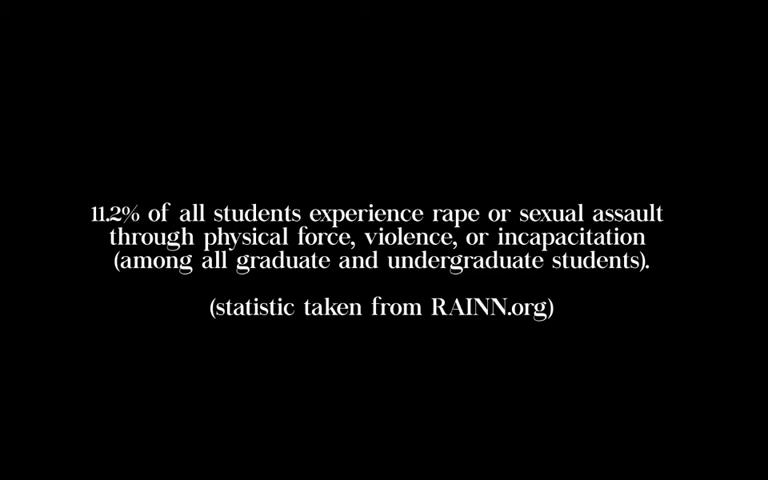 11.2% of all students experience rape or sexual assault
through physical force, violence, or incapacitation
(among all graduate and undergraduate students).
(statistic taken from RAINN.org)